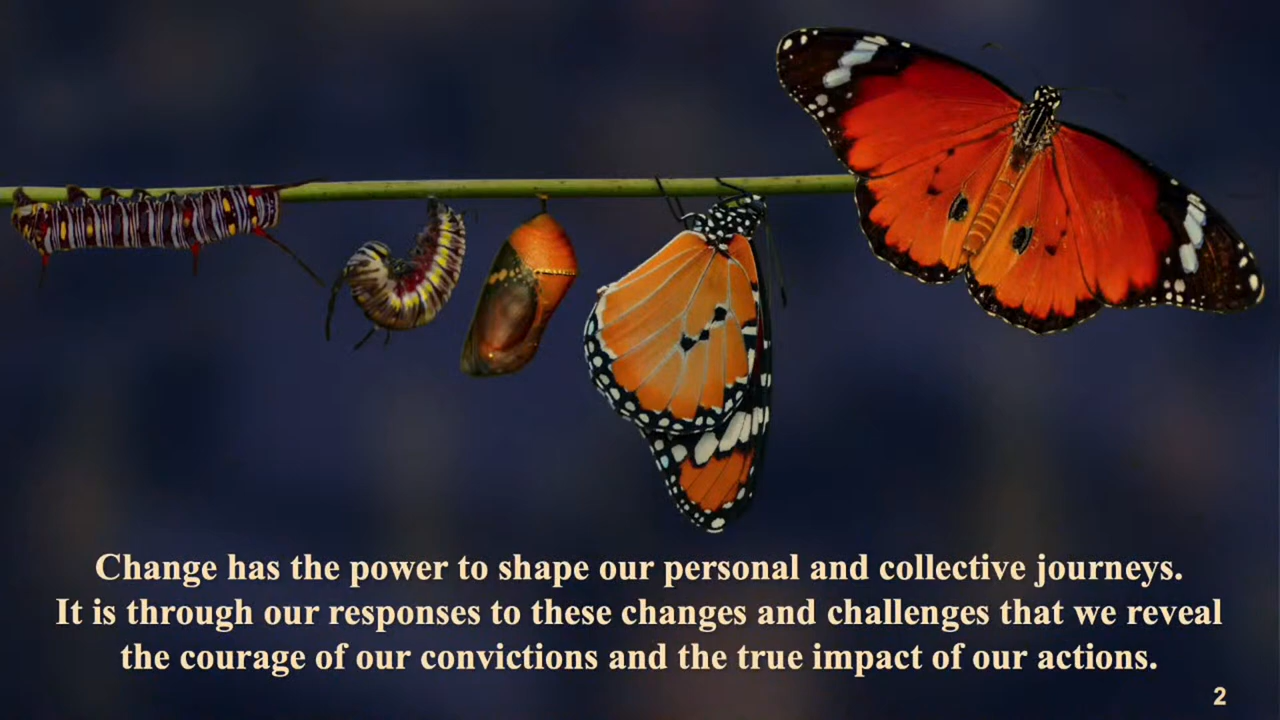 Change has the power to shape our personal and collective journeys.
It is through our responses to these changes and challenges that we reveal
the courage of our convictions and the true impact of our actions.
2